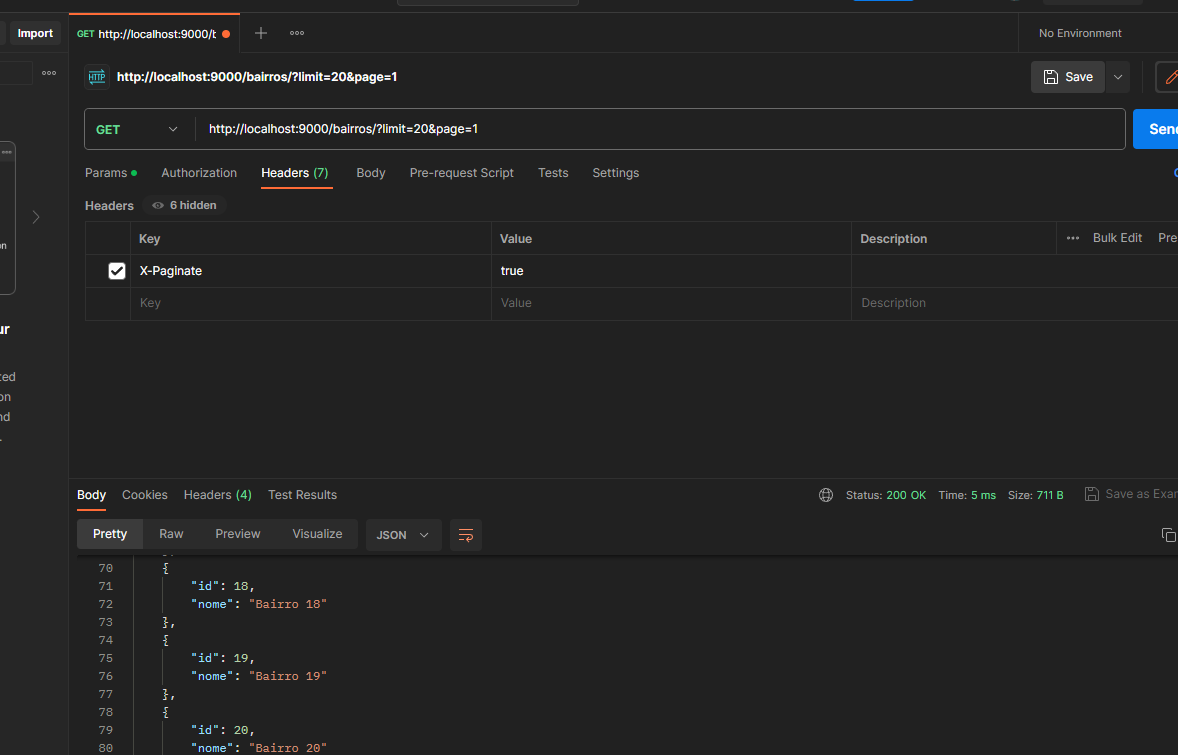 Import
GET http://localhost:9000/b
No Environment
HTTP http://localhost:9000/bairros/?limit=20&page=1
Save
GET
http://localhost:9000/bairros/?limit=20&page=1
Send
Params
Authorization
Headers (7)
Body
Pre-request Script
Tests
Settings
Headers
6 hidden
Key
Value
Description
Bulk Edit
Pre
on
X-Paginate
true
Key
Value
Description
ur
ted
on
nd
.
Body
Cookies
Headers (4)
Test Results
Status: 200 OK
Time: 5 ms
Size: 711 B
Save as Exam
Pretty
Raw
Preview
Visualize
JSON
70 {
71 "id": 18,
72 "nome": "Bairro 18"
73 },
74 {
75 "id": 19,
76 "nome": "Bairro 19"
77 },
78 {
79 "id": 20,
80 "nome": "Bairro 20"